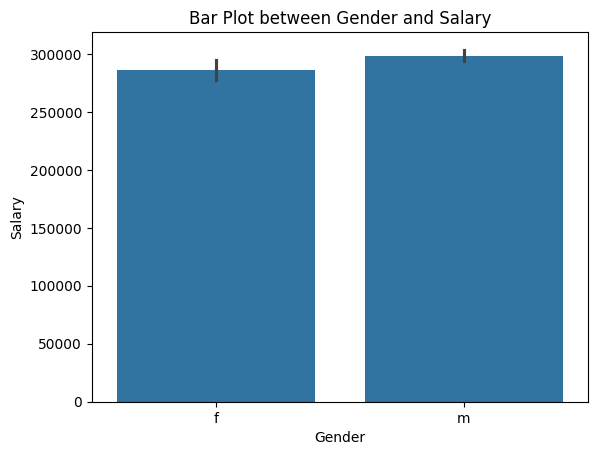 Bar Plot between Gender and Salary
300000
250000
200000
150000
100000
50000
0
Salary
f
m
Gender